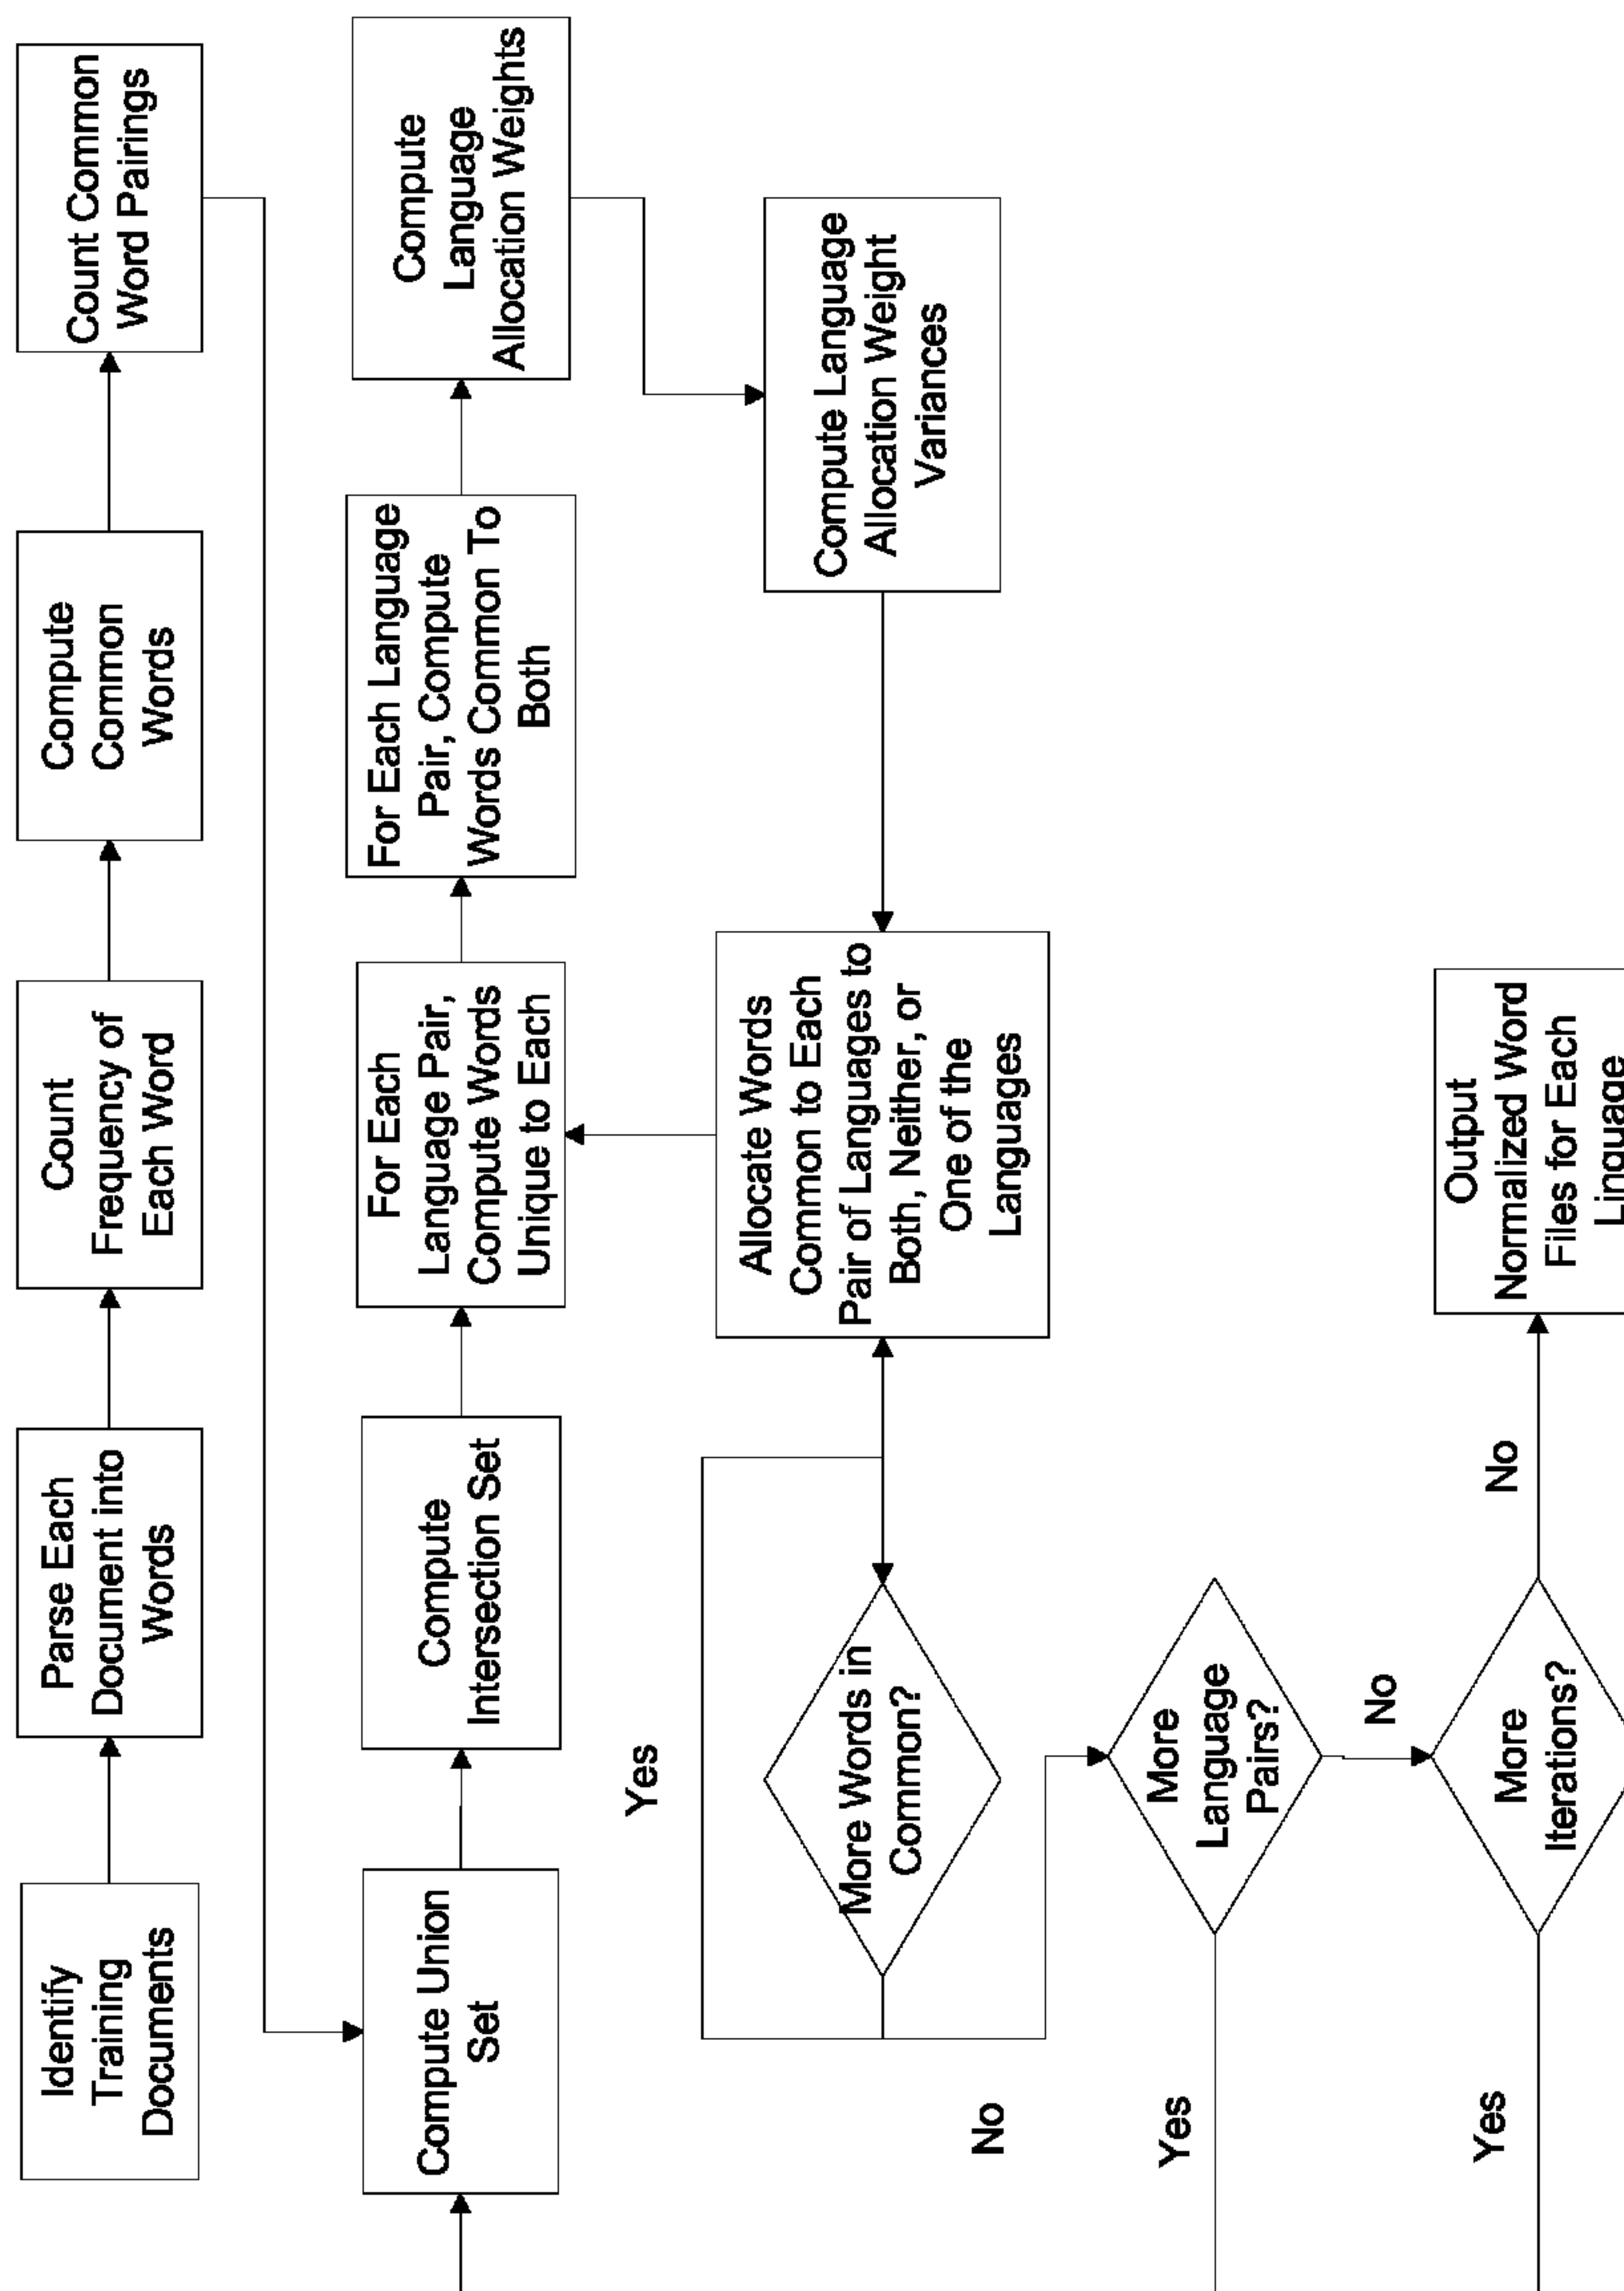 Identify
Training
Documents
Parse Each
Document into
Words
Count
Frequency of
Each Word
Compute
Common
Words
Count Common
Word Pairings
Compute Union
Set
Compute
Intersection Set
For Each
Language Pair,
Compute Words
Unique to Each
For Each Language
Pair, Compute
Words Common To
Both
Compute
Language
Allocation Weights
Compute Language
Allocation Weight
Variances
Allocate Words
Common to Each
Pair of Languages to
Both, Neither, or
One of the
Languages
Yes
More Words in
Common?
No
More
Language
Pairs?
Yes
No
More
Iterations?
Yes
No
Output
Normalized Word
Files for Each
Linguage